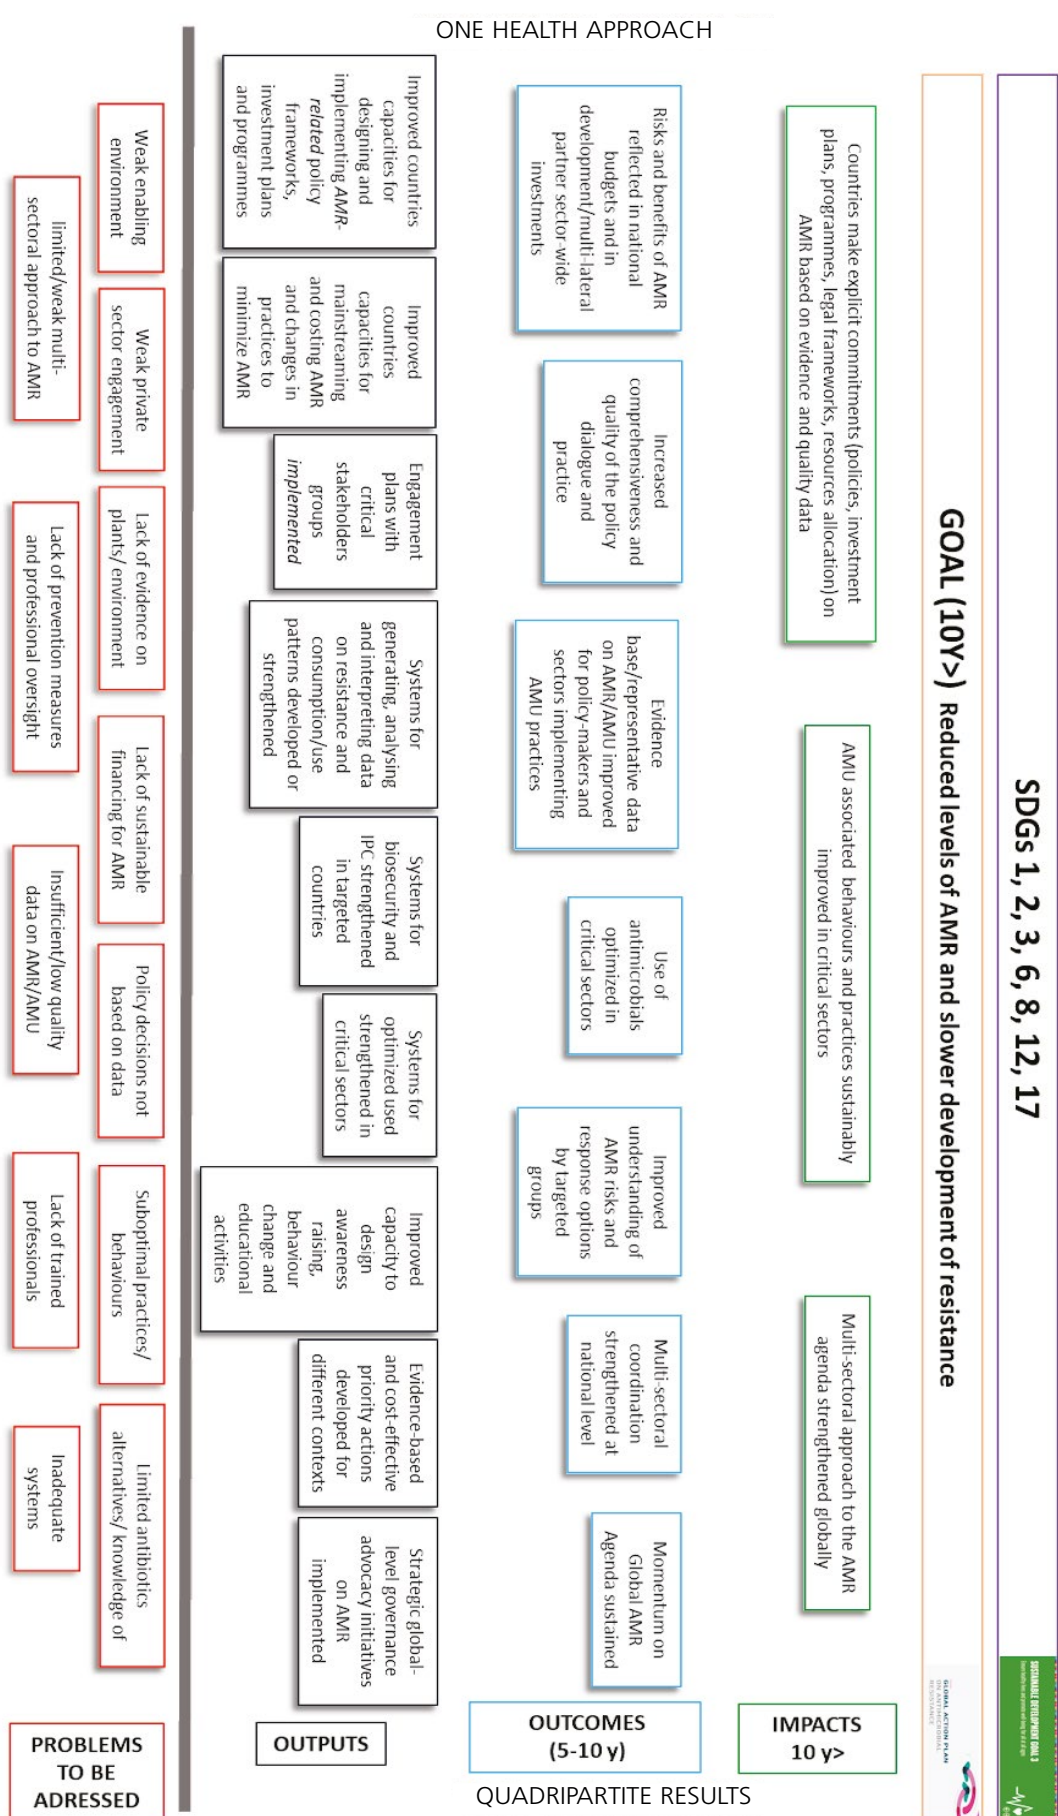 ONE HEALTH APPROACH
SDGs 1, 2, 3, 6, 8, 12, 17
SUSTAINABLE DEVELOPMENT GOAL 3
GOAL (10Y>) Reduced levels of AMR and slower development of resistance
GLOBAL ACTION PLAN
ON ANTIMICROBIAL
RESISTANCE
Countries make explicit commitments (policies, investment
plans, programmes, legal frameworks, resources allocation) on
AMR based on evidence and quality data
AMU associated behaviours and practices sustainably
improved in critical sectors
Multi-sectoral approach to the AMR
agenda strengthened globally
IMPACTS
10 y>
Risks and benefits of AMR
reflected in national
budgets and in
development/multi-lateral
partner sector-wide
investments
Increased
comprehensiveness and
quality of the policy
dialogue and
practice
Evidence
base/representative data
on AMR/AMU improved
for policy-makers and
sectors implementing
AMU practices
Use of
antimicrobials
optimized in
critical sectors
Improved
understanding of
AMR risks and
response options
by targeted
groups
Multi-sectoral
coordination
strengthened at
national level
Momentum on
Global AMR
Agenda sustained
OUTCOMES
(5-10 y)
Improved countries
capacities for
designing and
implementing AMR-
related policy
frameworks,
investment plans
and programmes
Improved
countries
capacities for
mainstreaming
and costing AMR
and changes in
practices to
minimize AMR
Engagement
plans with
critical
stakeholders
groups
implemented
Systems for
generating, analysing
and interpreting data
on resistance and
consumption/use
patterns developed or
strengthened
Systems for
biosecurity and
IPC strengthened
in targeted
countries
Systems for
optimized used
strengthened in
critical sectors
Improved
capacity to
design
awareness
raising,
behaviour
change and
educational
activities
Evidence-based
and cost-effective
priority actions
developed for
different contexts
Strategic global-
level governance
advocacy initiatives
on AMR
implemented
OUTPUTS
Weak enabling
environment
Weak private
sector engagement
Lack of evidence on
plants/ environment
Lack of sustainable
financing for AMR
Policy decisions not
based on data
Suboptimal practices/
behaviours
Limited antibiotics
alternatives/ knowledge of
limited/weak multi-
sectoral approach to AMR
Lack of prevention measures
and professional oversight
Insufficient/low quality
data on AMR/AMU
Lack of trained
professionals
Inadequate
systems
PROBLEMS
TO BE
ADRESSED
QUADRIPARTITE RESULTS